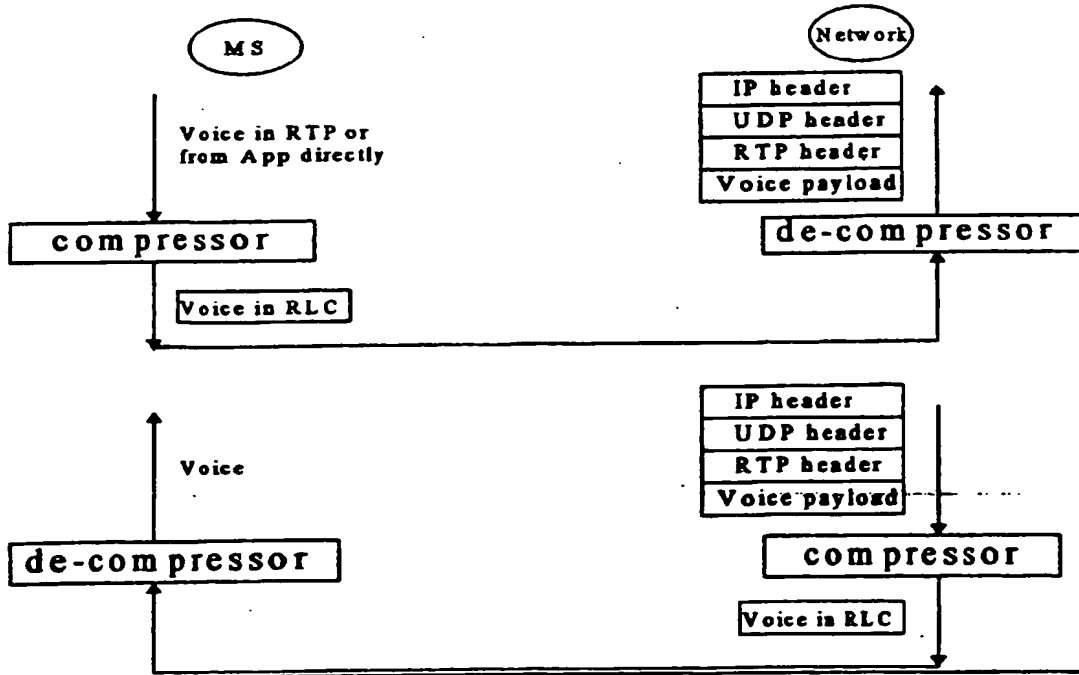 MS
Network
IP header
UDP header
RTP header
Voice payload
Voice in RTP or
from App directly
compressor
de-compressor
Voice in RLC
IP header
UDP header
RTP header
Voice payload
Voice
de-compressor
compressor
Voice in RLC